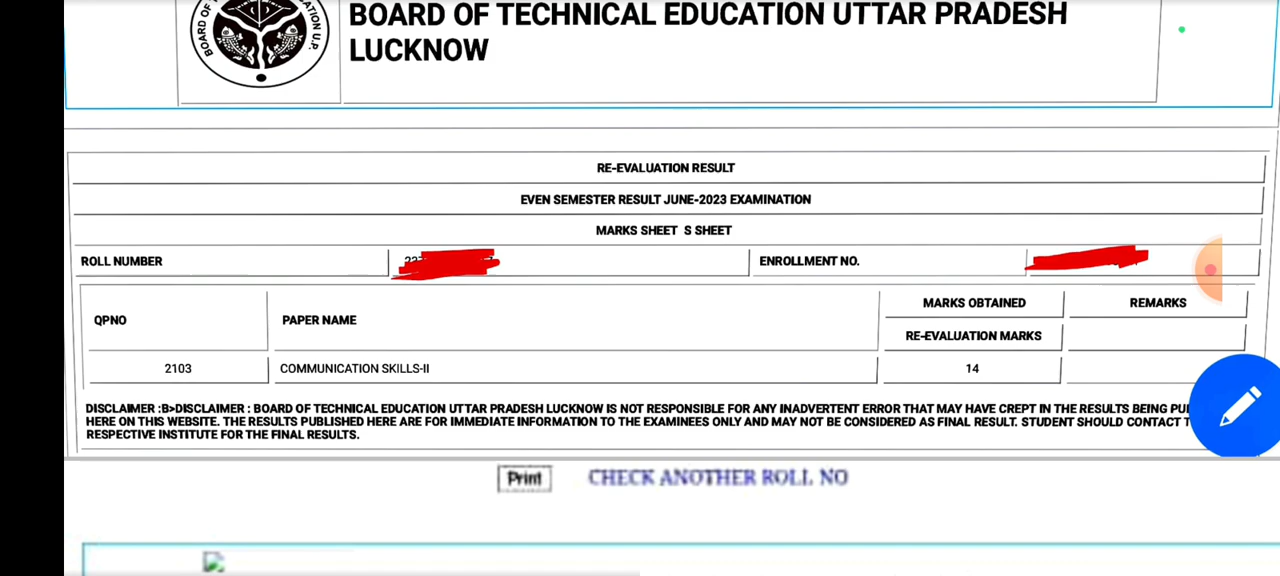 BOARD OF TECHNICAL EDUCATION UTTAR PRADESH
LUCKNOW
RE-EVALUATION RESULT
EVEN SEMESTER RESULT JUNE-2023 EXAMINATION
MARKS SHEET S SHEET
ROLL NUMBER
ENROLLMENT NO.
QPNO
PAPER NAME
MARKS OBTAINED
REMARKS
RE-EVALUATION MARKS
2103
COMMUNICATION SKILLS-II
14
DISCLAIMER :B>DISCLAIMER : BOARD OF TECHNICAL EDUCATION UTTAR PRADESH LUCKNOW IS NOT RESPONSIBLE FOR ANY INADVERTENT ERROR THAT MAY HAVE CREPT IN THE RESULTS BEING
HERE ON THIS WEBSITE. THE RESULTS PUBLISHED HERE ARE FOR IMMEDIATE INFORMATION TO THE EXAMINEES ONLY AND MAY NOT BE CONSIDERED AS FINAL RESULT. STUDENT SHOULD CONTACT
RESPECTIVE INSTITUTE FOR THE FINAL RESULTS.
Print
CHECK ANOTHER ROLL NO